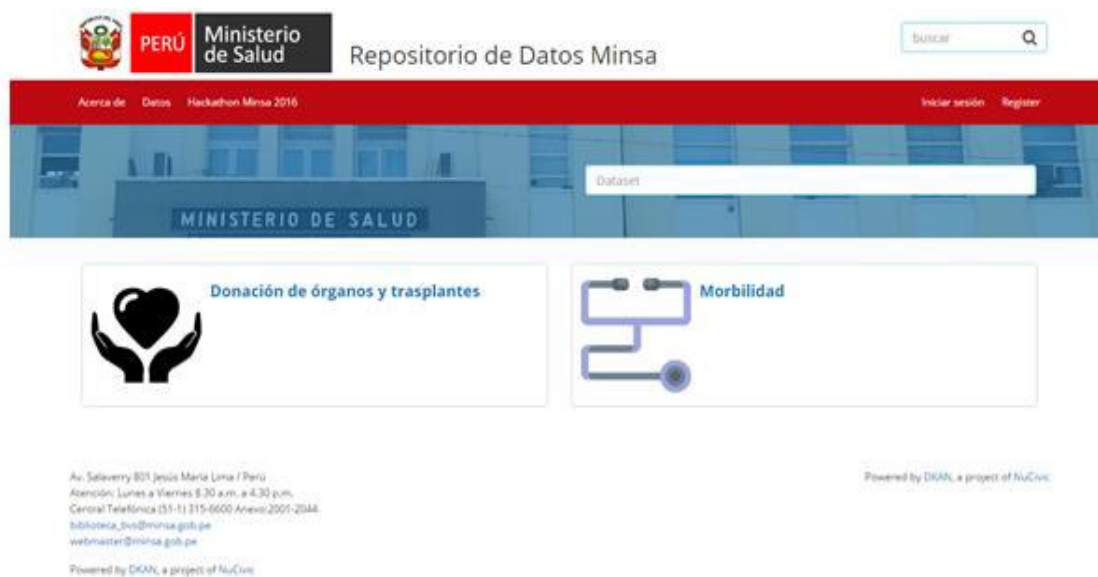 PERÚ
Ministerio
de Salud
Repositorio de Datos Minsa
buscar
Acerca de Datos Hackathon Minsa 2016
Iniciar sesión Register
Dataset
MINISTERIO DE SALUD
Donación de órganos y trasplantes
Morbilidad
Av. Salaverry 801 Jesús María Lima / Perú
Atención: Lunes a Viernes 8.30 a.m. a 4.30 p.m.
Central Telefónica (51-1) 315-6600 Anexo:2001-2044
biblioteca_bvs@minsa.gob.pe
webmaster@minsa.gob.pe
Powered by DKAN, a project of NuCivic
Powered by DKAN, a project of NuCivic